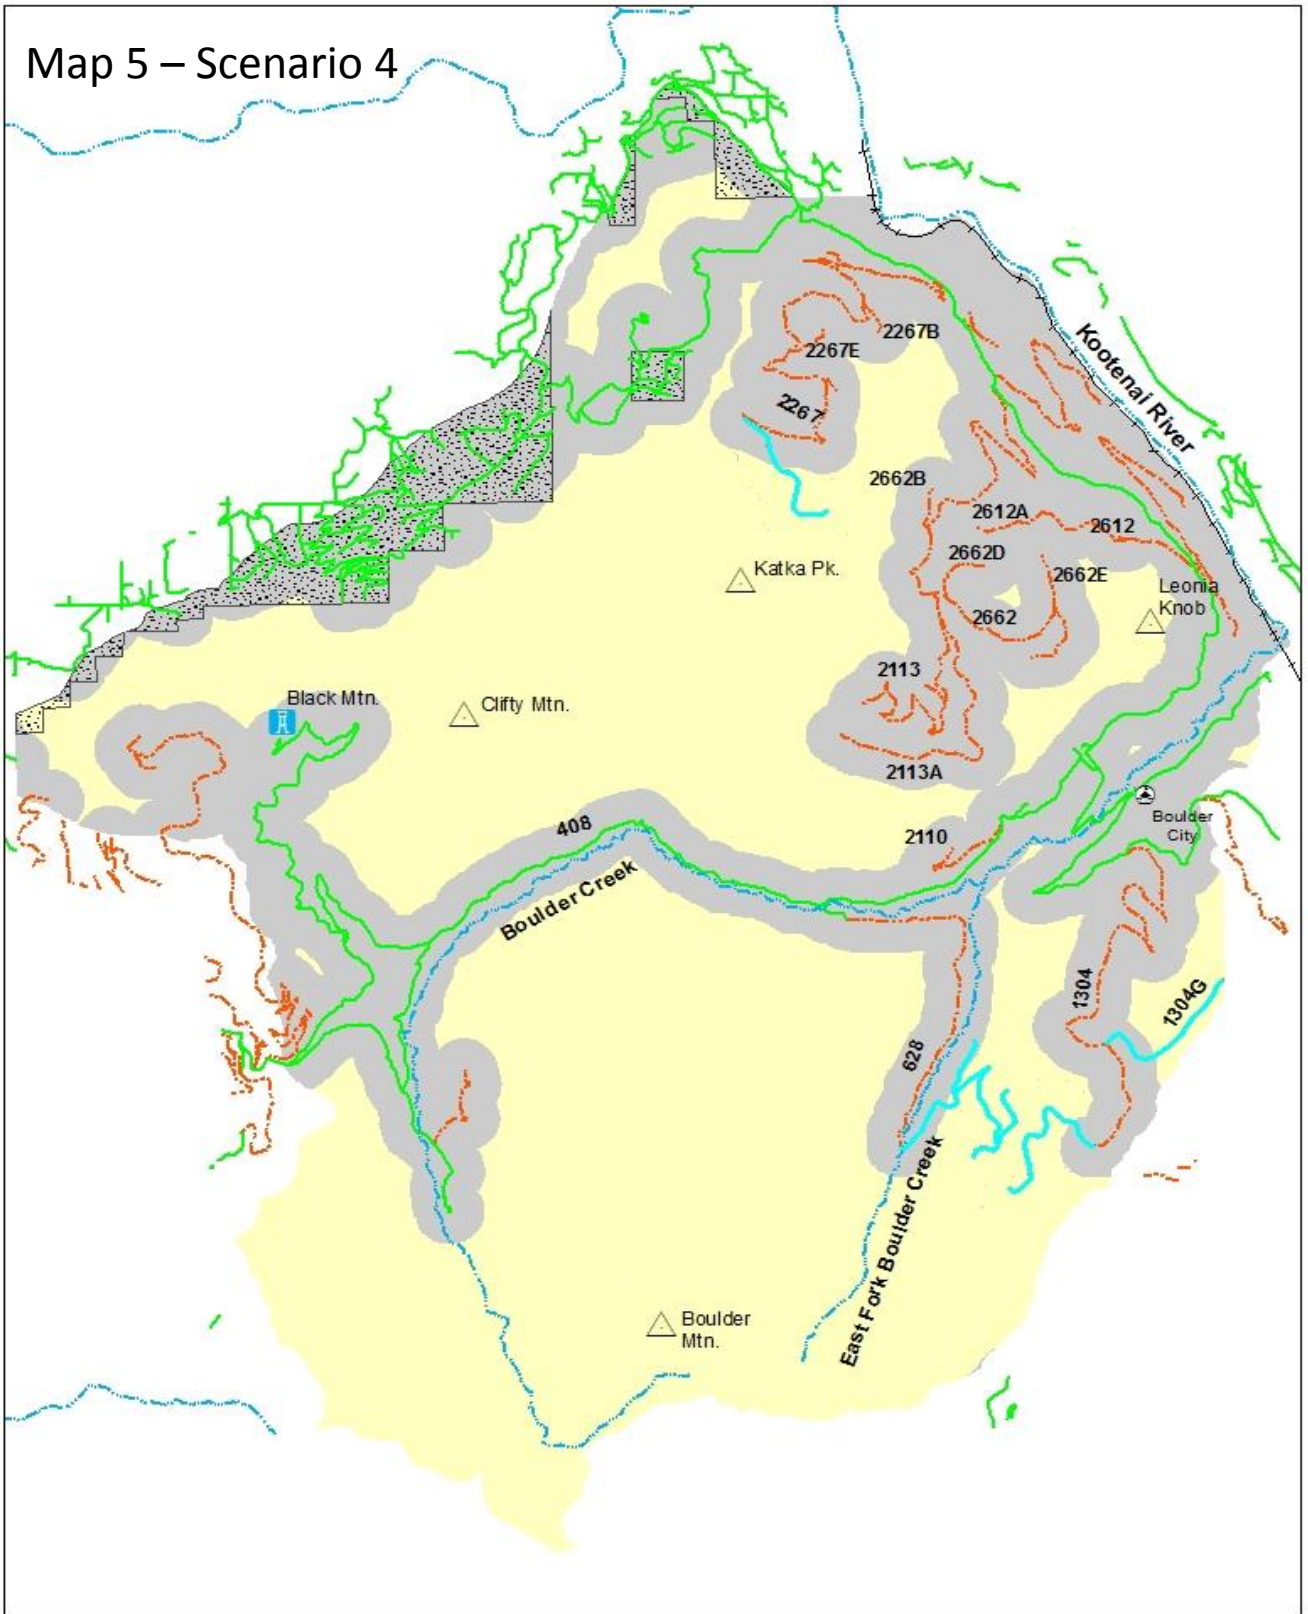 Map 5 – Scenario 4
Kootenai River
2267B
2267E
2267
2662B
2612A
2612
2662D
Katka Pk.
2662E
Leonia
Knob
2662
2113
Black Mtn.
Clifty Mtn.
2113A
Boulder
City
408
2110
Boulder Creek
1304
1304G
628
East Fork Boulder Creek
Boulder
Mtn.